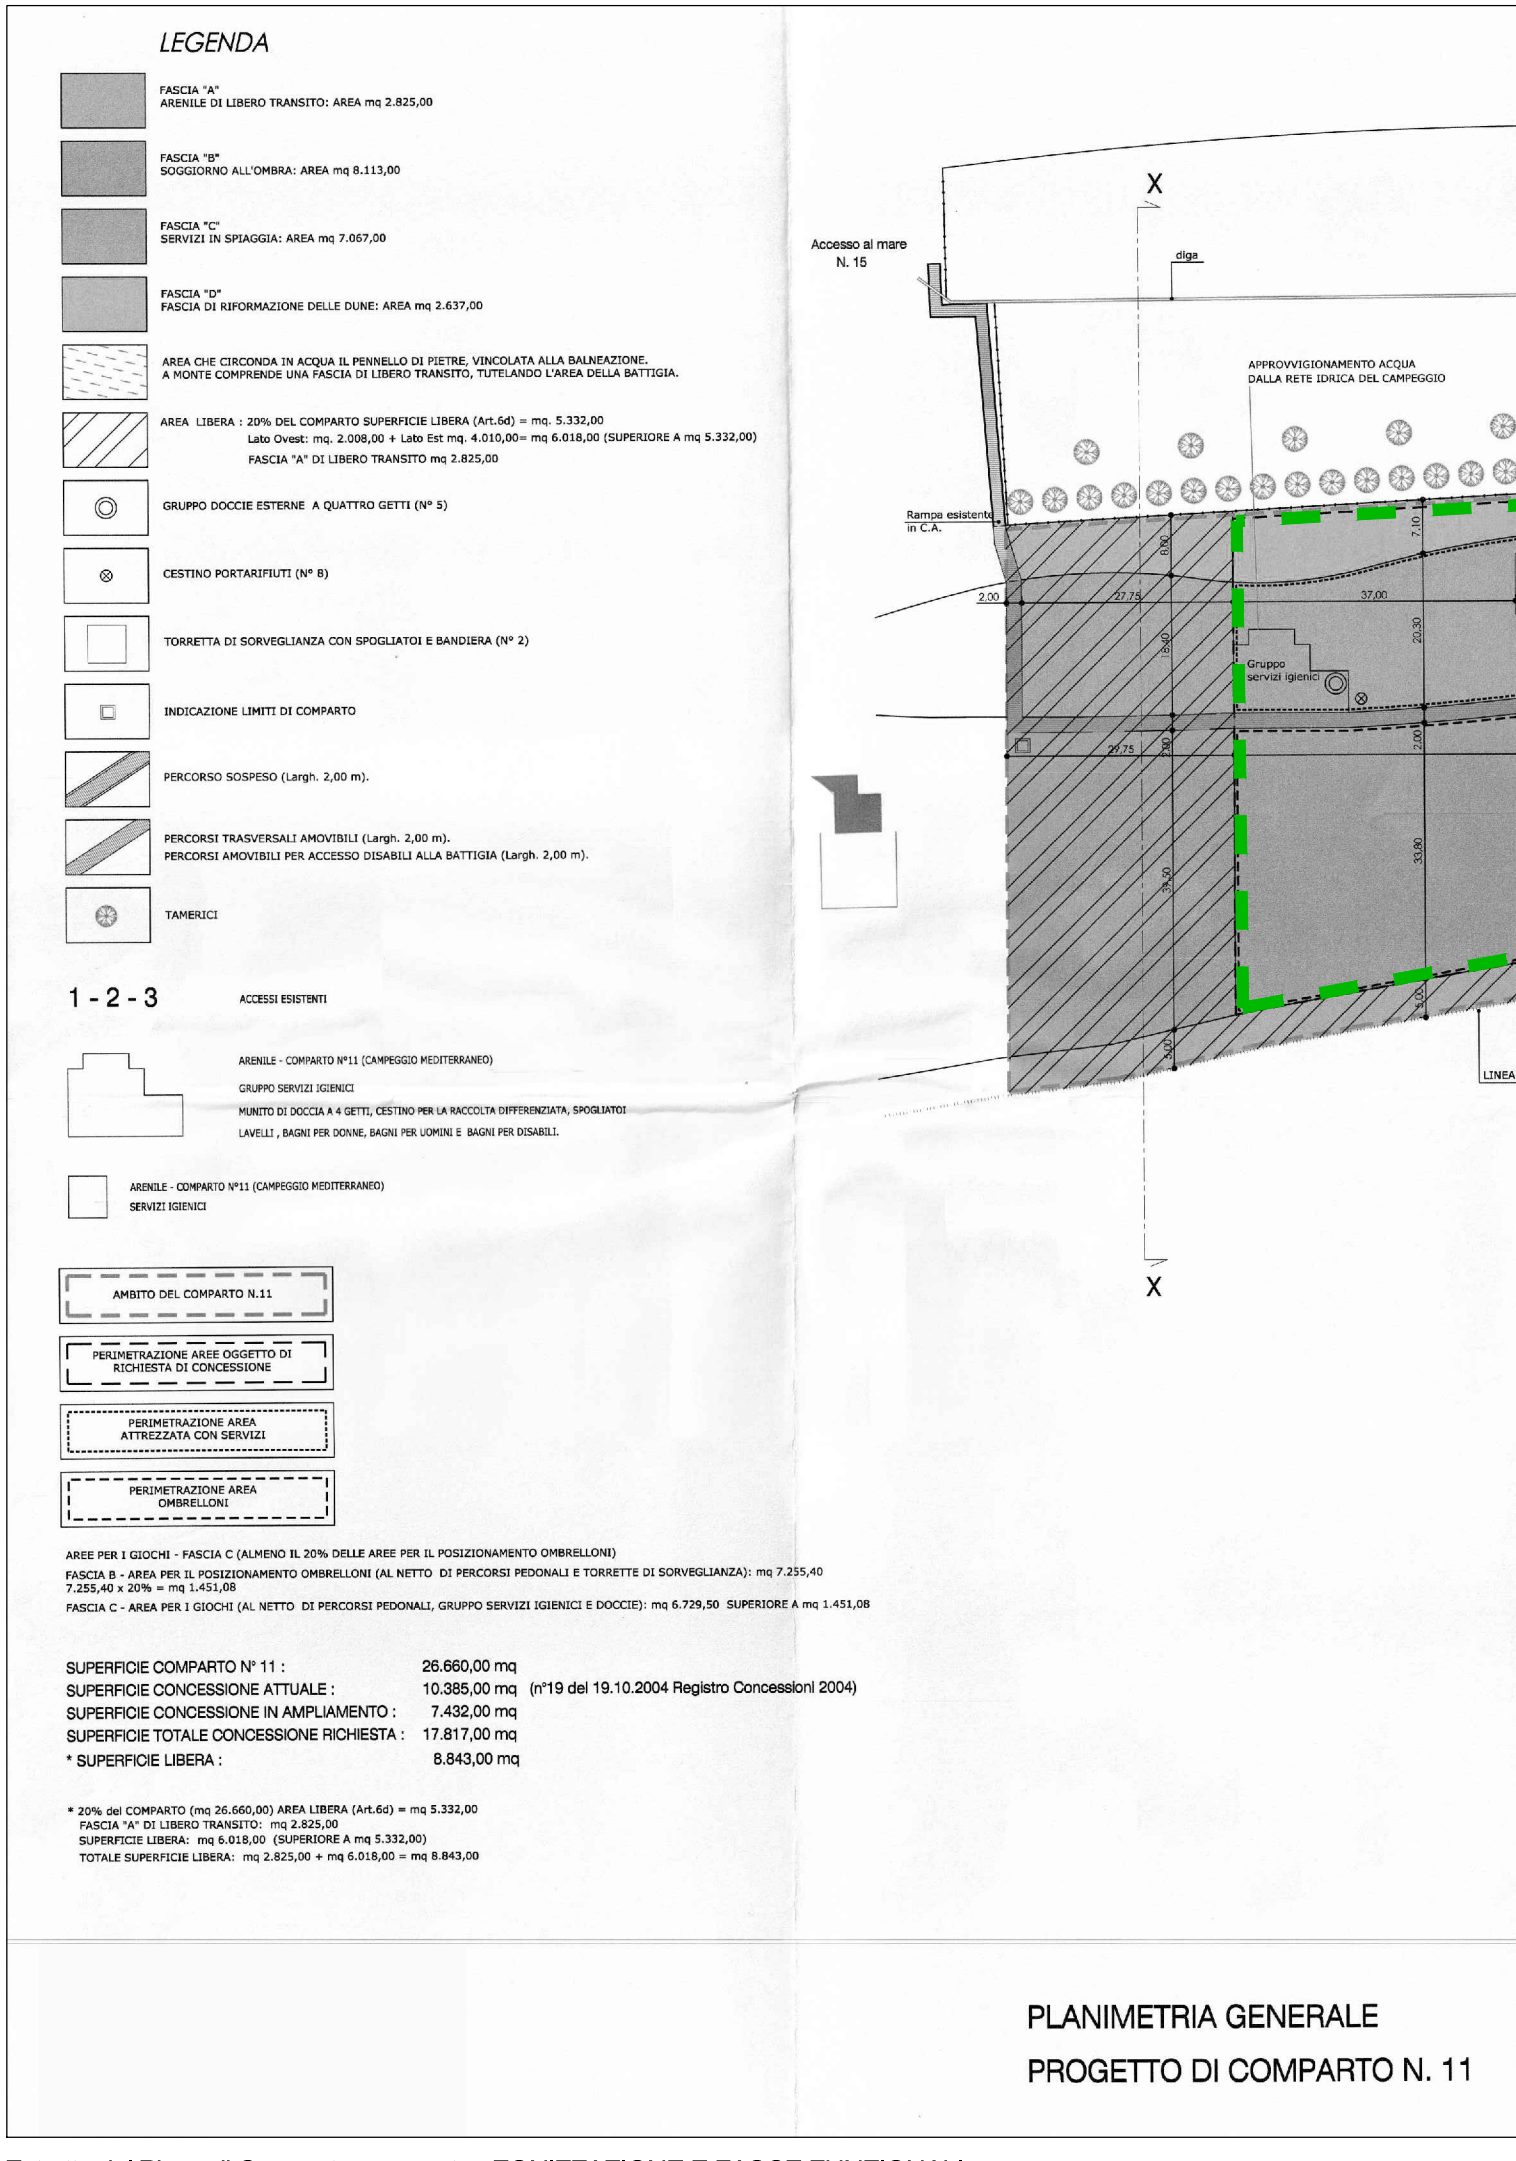 LEGENDA
FASCIA "A"
ARENILE DI LIBERO TRANSITO: AREA mq 2.825,00
FASCIA "B"
SOGGIORNO ALL'OMBRA: AREA mq 8.113,00
FASCIA "C"
SERVIZI IN SPIAGGIA: AREA mq 7.067,00
FASCIA "D"
FASCIA DI RIFORMAZIONE DELLE DUNE: AREA mq 2.637,00
AREA CHE CIRCONDA IN ACQUA IL PENNELLO DI PIETRE, VINCOLATA ALLA BALNEAZIONE.
A MONTE COMPRENDE UNA FASCIA DI LIBERO TRANSITO, TUTELANDO L'AREA DELLA BATTIGIA.
AREA LIBERA : 20% DEL COMPARTO SUPERFICIE LIBERA (Art.6d) = mq. 5.332,00
Lato Ovest: mq. 2.008,00 + Lato Est mq. 4.010,00= mq 6.018,00 (SUPERIORE A mq 5.332,00)
FASCIA "A" DI LIBERO TRANSITO mq 2.825,00
GRUPPO DOCCIE ESTERNE A QUATTRO GETTI (N° 5)
CESTINO PORTARIFIUTI (N° 8)
TORRETTA DI SORVEGLIANZA CON SPOGLIATOI E BANDIERA (N° 2)
INDICAZIONE LIMITI DI COMPARTO
PERCORSO SOSPESO (Largh. 2,00 m).
PERCORSI TRASVERSALI AMOVIBILI (Largh. 2,00 m).
PERCORSI AMOVIBILI PER ACCESSO DISABILI ALLA BATTIGIA (Largh. 2,00 m).
TAMERICI
1 - 2 - 3
ACCESSI ESISTENTI
ARENILE - COMPARTO N°11 (CAMPEGGIO MEDITERRANEO)
GRUPPO SERVIZI IGIENICI
MUNITO DI DOCCIA A 4 GETTI, CESTINO PER LA RACCOLTA DIFFERENZIATA, SPOGLIATOI
LAVELLI , BAGNI PER DONNE, BAGNI PER UOMINI E BAGNI PER DISABILI.
ARENILE - COMPARTO N°11 (CAMPEGGIO MEDITERRANEO)
SERVIZI IGIENICI
AMBITO DEL COMPARTO N.11
PERIMETRAZIONE AREE OGGETTO DI
RICHIESTA DI CONCESSIONE
PERIMETRAZIONE AREA
ATTREZZATA CON SERVIZI
PERIMETRAZIONE AREA
OMBRELLONI
AREE PER I GIOCHI - FASCIA C (ALMENO IL 20% DELLE AREE PER IL POSIZIONAMENTO OMBRELLONI)
FASCIA B - AREA PER IL POSIZIONAMENTO OMBRELLONI (AL NETTO DI PERCORSI PEDONALI E TORRETTE DI SORVEGLIANZA): mq 7.255,40
7.255,40 x 20% = mq 1.451,08
FASCIA C - AREA PER I GIOCHI (AL NETTO DI PERCORSI PEDONALI, GRUPPO SERVIZI IGIENICI E DOCCIE): mq 6.729,50 SUPERIORE A mq 1.451,08
SUPERFICIE COMPARTO N° 11 : 26.660,00 mq
SUPERFICIE CONCESSIONE ATTUALE : 10.385,00 mq (n°19 del 19.10.2004 Registro Concessioni 2004)
SUPERFICIE CONCESSIONE IN AMPLIAMENTO : 7.432,00 mq
SUPERFICIE TOTALE CONCESSIONE RICHIESTA : 17.817,00 mq
* SUPERFICIE LIBERA : 8.843,00 mq
* 20% del COMPARTO (mq 26.660,00) AREA LIBERA (Art.6d) = mq 5.332,00
FASCIA "A" DI LIBERO TRANSITO: mq 2.825,00
SUPERFICIE LIBERA: mq 6.018,00 (SUPERIORE A mq 5.332,00)
TOTALE SUPERFICIE LIBERA: mq 2.825,00 + mq 6.018,00 = mq 8.843,00
X
Accesso al mare
N. 15
diga
APPROVVIGIONAMENTO ACQUA
DALLA RETE IDRICA DEL CAMPEGGIO
Rampa esistente
in C.A.
8,60
7,10
2,00
27,75
37,00
18,40
20,30
Gruppo
servizi igienici
29,75
2,00
2,00
39,50
33,80
5,00
5,00
LINEA
X
PLANIMETRIA GENERALE
PROGETTO DI COMPARTO N. 11